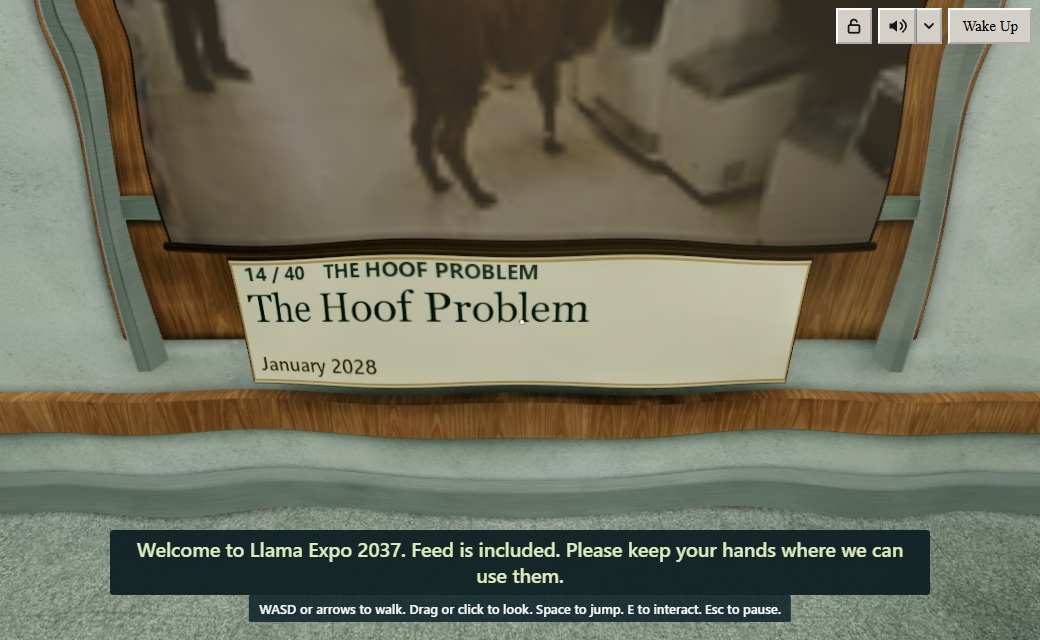 Wake Up
14 / 40 THE HOOF PROBLEM
The Hoof Problem
January 2028
Welcome to Llama Expo 2037. Feed is included. Please keep your hands where we can
use them.
WASD or arrows to walk. Drag or click to look. Space to jump. E to interact. Esc to pause.